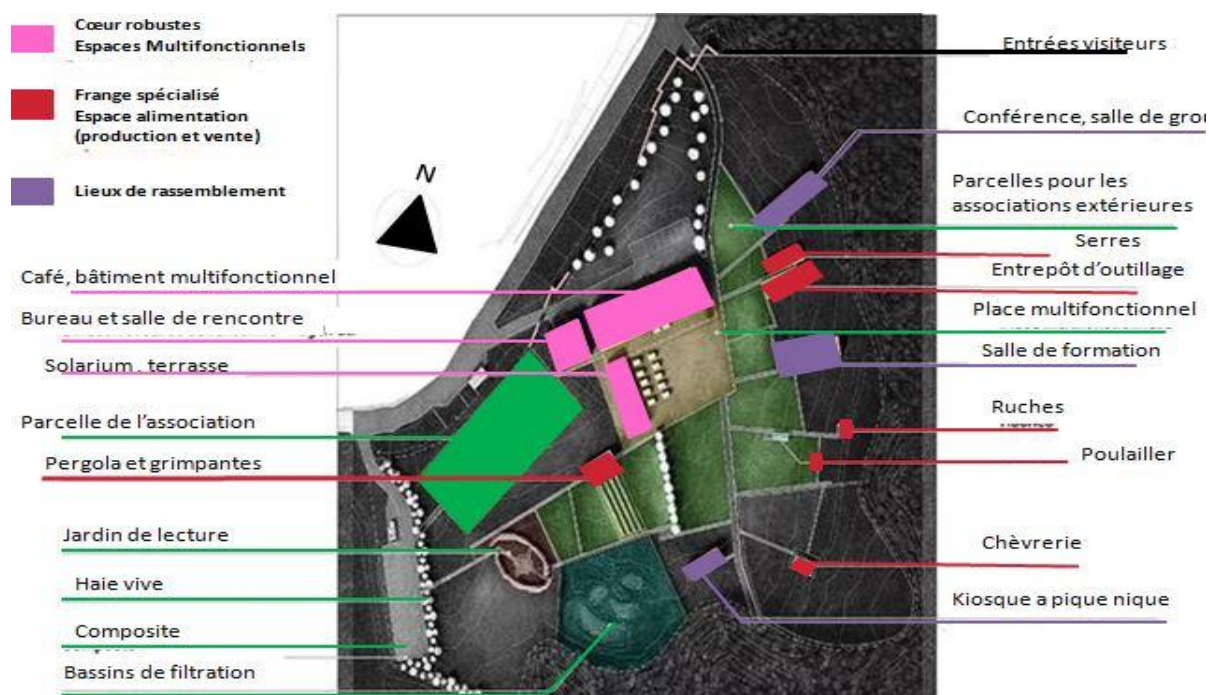 Cœur robustes
Espaces Multifonctionnels
Frange spécialisé
Espace alimentation
(production et vente)
Lieux de rassemblement
N
Café, bâtiment multifonctionnel
Bureau et salle de rencontre
Solarium . terrasse
Parcelle de l’association
Pergola et grimpantes
Jardin de lecture
Haie vive
Composite
Bassins de filtration
Entrées visiteurs
Conférence, salle de grou
Parcelles pour les
associations extérieures
Serres
Entrepôt d’outillage
Place multifonctionnel
Salle de formation
Ruches
Poulailler
Chèvrerie
Kiosque a pique nique